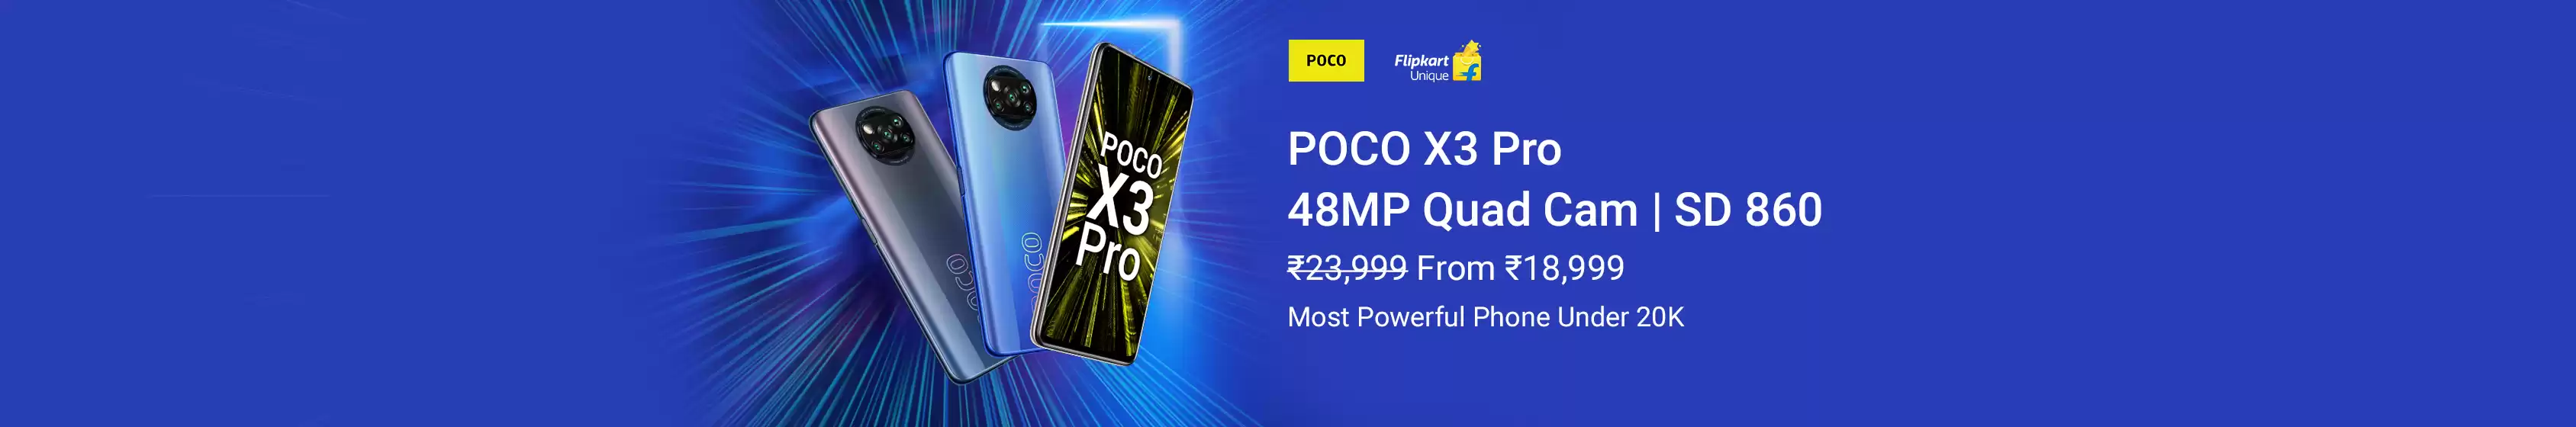 POCO
Flipkart
Unique
POCO
X3
Pro
POCO
POCO
POCO X3 Pro
48MP Quad Cam | SD 860
₹23,999 From ₹18,999
Most Powerful Phone Under 20K